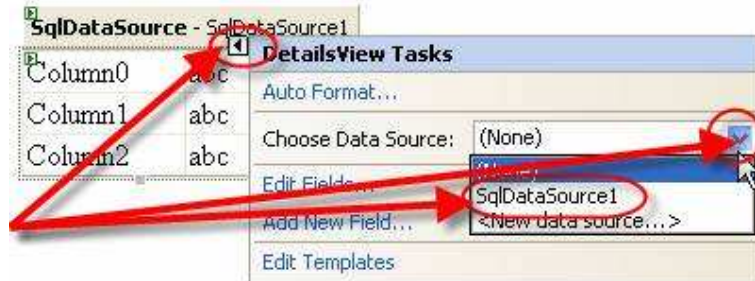 SqlDataSource - SqlDataSource1
DetailsView Tasks
Column0 abc
Auto Format...
Column1 abc
Choose Data Source: (None)
Column2 abc
(None)
Edit Fields...
SqlDataSource1
Add New Field...
<New data source...>
Edit Templates